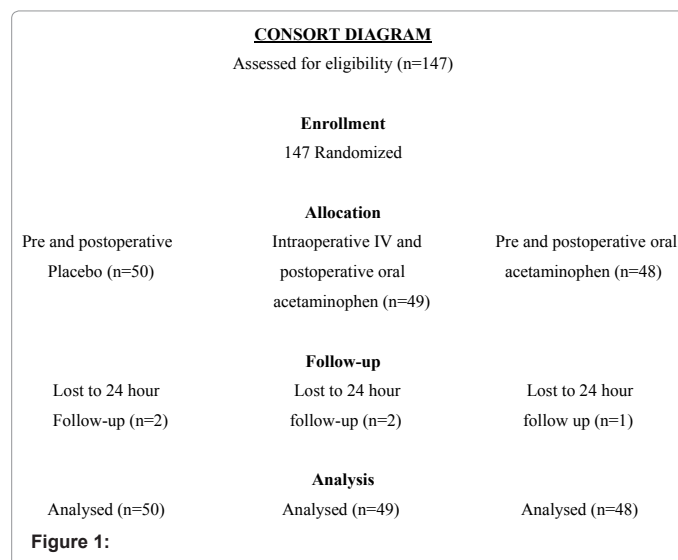 CONSORT DIAGRAM
Assessed for eligibility (n=147)
Enrollment
147 Randomized
Allocation
Pre and postoperative
Placebo (n=50)
Intraoperative IV and
postoperative oral
acetaminophen (n=49)
Pre and postoperative oral
acetaminophen (n=48)
Follow-up
Lost to 24 hour
Follow-up (n=2)
Lost to 24 hour
follow-up (n=2)
Lost to 24 hour
follow up (n=1)
Analysis
Analysed (n=50)
Analysed (n=49)
Analysed (n=48)
Figure 1: